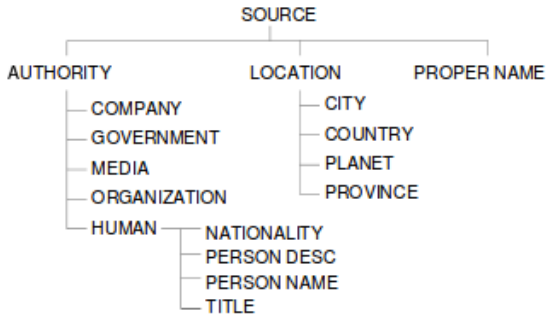 SOURCE
AUTHORITY LOCATION PROPER NAME
COMPANY
GOVERNMENT
MEDIA
ORGANIZATION
HUMAN
NATIONALITY
PERSON DESC
PERSON NAME
TITLE
CITY
COUNTRY
PLANET
PROVINCE